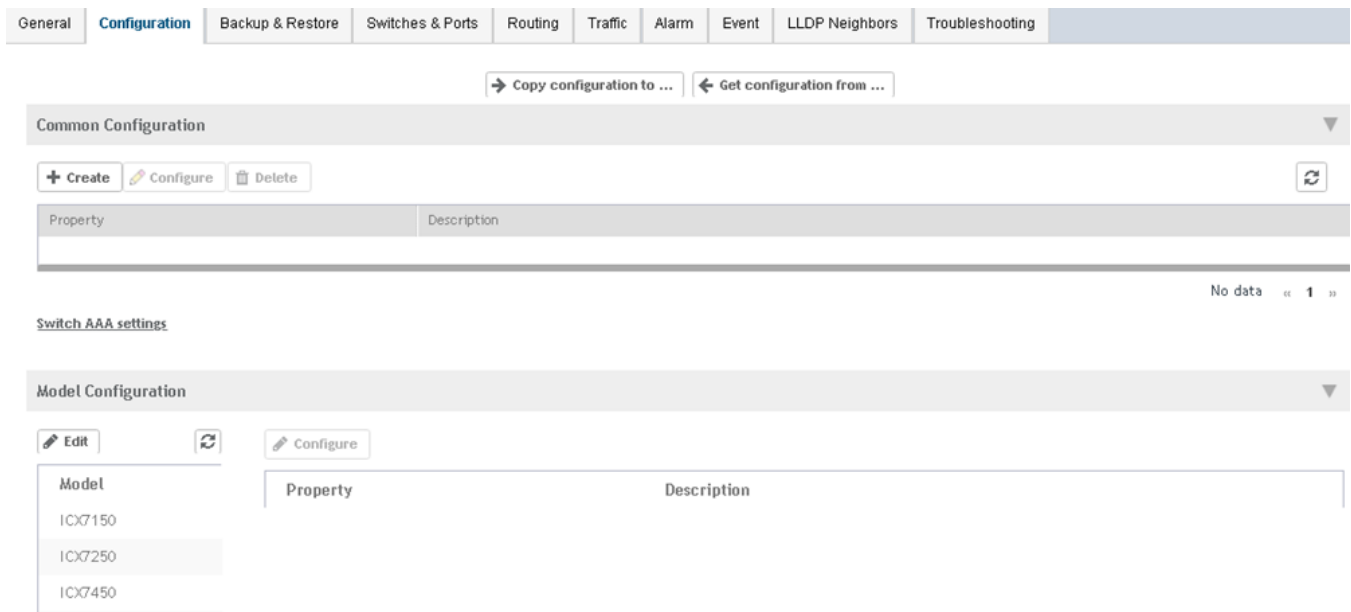 General Configuration Backup & Restore Switches & Ports Routing Traffic Alarm Event LLDP Neighbors Troubleshooting
Copy configuration to ... Get configuration from ...
Common Configuration
Create Configure Delete
Property Description
No data « 1 »
Switch AAA settings
Model Configuration
Edit Configure
Model Property Description
ICX7150
ICX7250
ICX7450